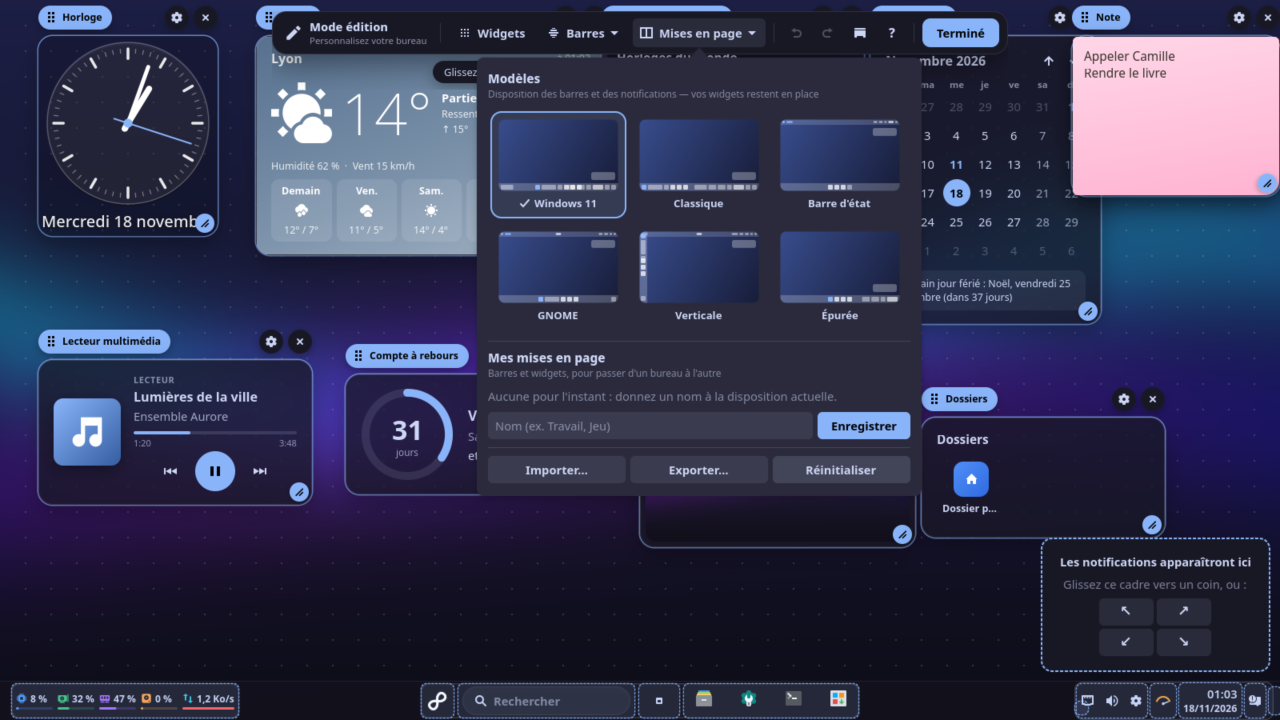 Horloge
Note
Mode édition
Personnalisez votre bureau
Widgets
Barres
Mises en page
?
Terminé
Mercredi 18 novemb
Lyon
Glissez
14°
Partie
Ressent
↑ 15°
Humidité 62 % · Vent 15 km/h
Demain
12° / 7°
Ven.
11° / 5°
Sam.
14° / 4°
Modèles
Disposition des barres et des notifications — vos widgets restent en place
Windows 11
Classique
Barre d'état
GNOME
Verticale
Épurée
Mes mises en page
Barres et widgets, pour passer d'un bureau à l'autre
Aucune pour l'instant : donnez un nom à la disposition actuelle.
Nom (ex. Travail, Jeu)
Enregistrer
Importer...
Exporter...
Réinitialiser
mbre 2026
ma me je ve sa
27 28 29 30 31
3 4 5 6 7 8
10 11 12 13 14
17 18 19 20 21 22
24 25 26 27 28 29
1 2 3 4 5 6
ain jour férié : Noël, vendredi 25
mbre (dans 37 jours)
Appeler Camille
Rendre le livre
Lecteur multimédia
LECTEUR
Lumières de la ville
Ensemble Aurore
1:20
3:48
Compte à rebours
31
jours
Dossiers
Dossiers
Dossier p...
Les notifications apparaîtront ici
Glissez ce cadre vers un coin, ou :
8 %
32 %
47 %
0 %
1,2 Ko/s
Rechercher
01:03
18/11/2026